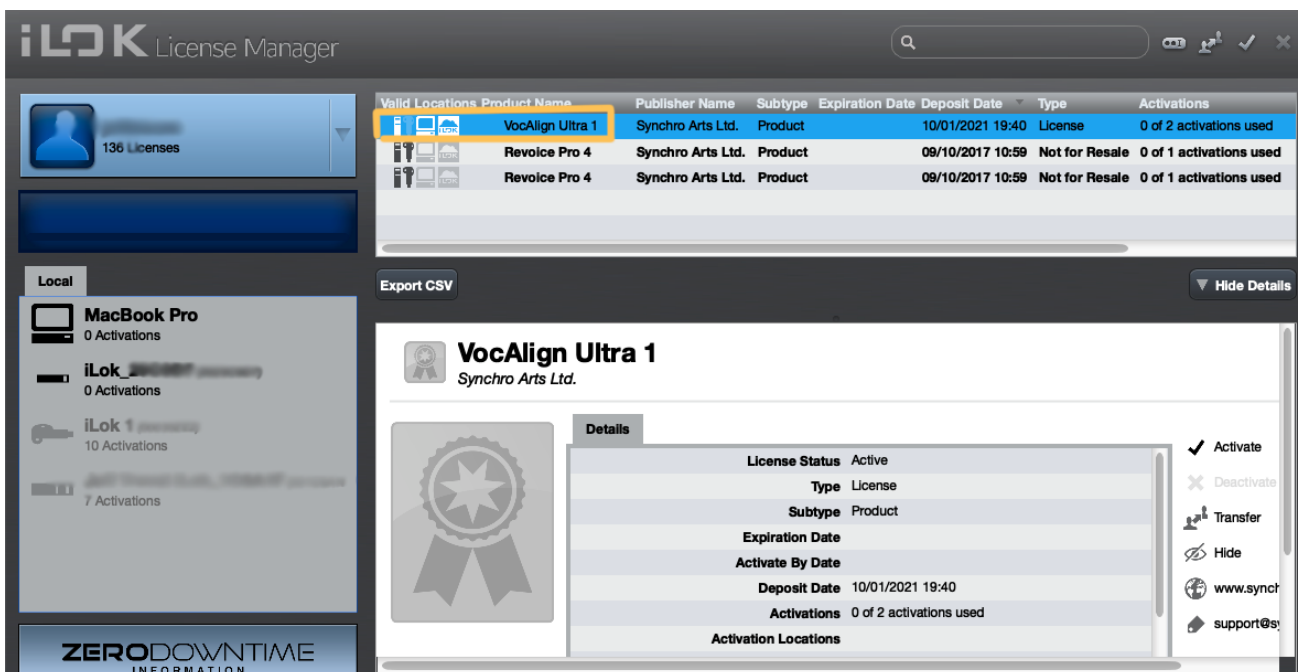 iLOK License Manager
136 Licenses
Valid Locations Product Name Publisher Name Subtype Expiration Date Deposit Date Type Activations
VocAlign Ultra 1 Synchro Arts Ltd. Product 10/01/2021 19:40 License 0 of 2 activations used
Revoice Pro 4 Synchro Arts Ltd. Product 09/10/2017 10:59 Not for Resale 0 of 1 activations used
Revoice Pro 4 Synchro Arts Ltd. Product 09/10/2017 10:59 Not for Resale 0 of 1 activations used
Local
MacBook Pro
0 Activations
iLok_
0 Activations
iLok 1
10 Activations
7 Activations
ZERODOWNTIME
INFORMATION
Export CSV
Hide Details
VocAlign Ultra 1
Synchro Arts Ltd.
Details
License Status Active
Type License
Subtype Product
Expiration Date
Activate By Date
Deposit Date 10/01/2021 19:40
Activations 0 of 2 activations used
Activation Locations
Activate
Deactivate
Transfer
Hide
www.synch
support@sy